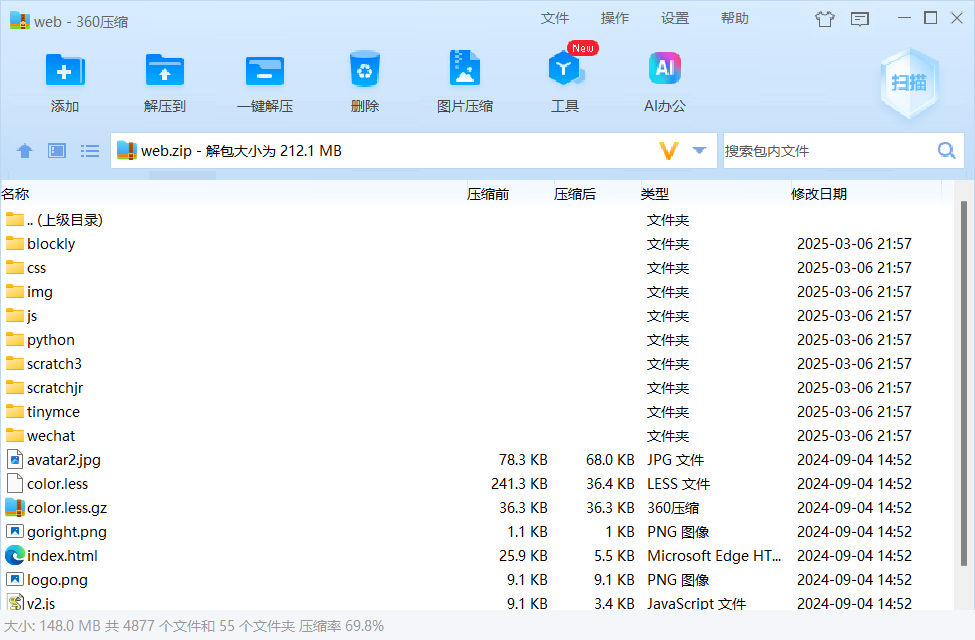 web - 360压缩 文件 操作 设置 帮助
New
添加 解压到 一键解压 删除 图片压缩 工具 AI办公 扫描
web.zip - 解包大小为 212.1 MB 搜索包内文件
名称 压缩前 压缩后 类型 修改日期
.. (上级目录) 文件夹
blockly 文件夹 2025-03-06 21:57
css 文件夹 2025-03-06 21:57
img 文件夹 2025-03-06 21:57
js 文件夹 2025-03-06 21:57
python 文件夹 2025-03-06 21:57
scratch3 文件夹 2025-03-06 21:57
scratchjr 文件夹 2025-03-06 21:57
tinymce 文件夹 2025-03-06 21:57
wechat 文件夹 2025-03-06 21:57
avatar2.jpg 78.3 KB 68.0 KB JPG 文件 2024-09-04 14:52
color.less 241.3 KB 36.4 KB LESS 文件 2024-09-04 14:52
color.less.gz 36.3 KB 36.3 KB 360压缩 2024-09-04 14:52
goright.png 1.1 KB 1 KB PNG 图像 2024-09-04 14:52
index.html 25.9 KB 5.5 KB Microsoft Edge HT... 2024-09-04 14:52
logo.png 9.1 KB 9.1 KB PNG 图像 2024-09-04 14:52
v2.js 9.1 KB 3.4 KB JavaScript 文件 2024-09-04 14:52
大小: 148.0 MB 共 4877 个文件和 55 个文件夹 压缩率 69.8%